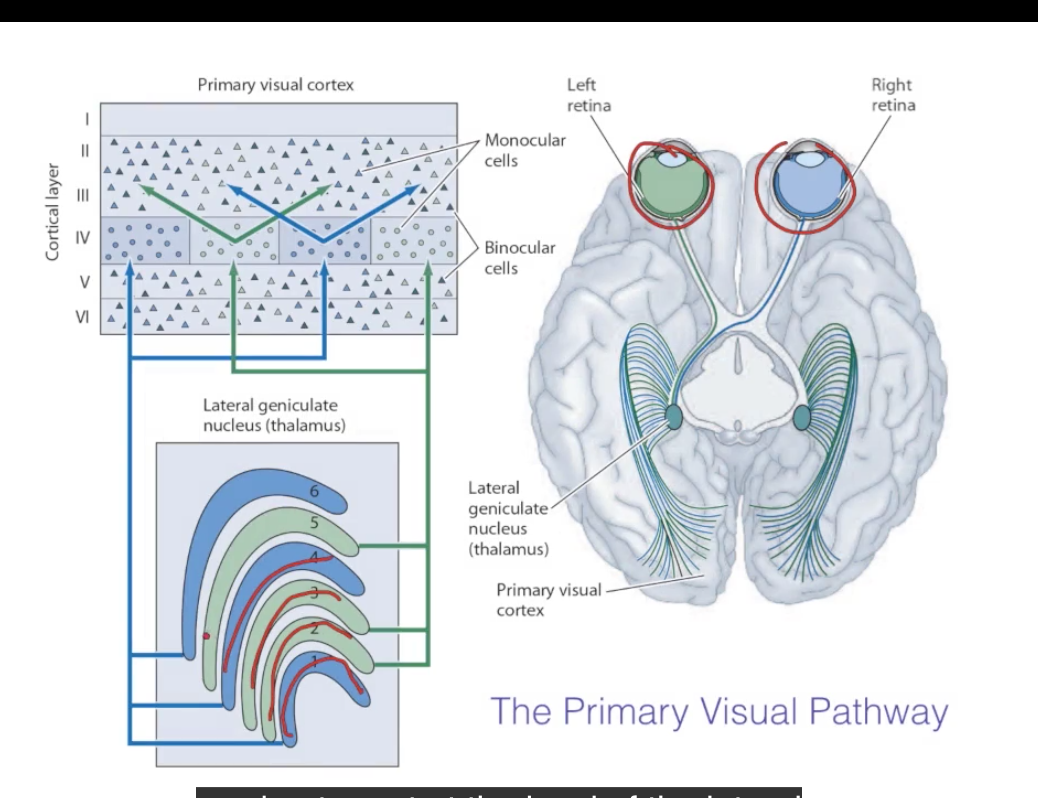 Primary visual cortex
I
II
III
IV
V
VI
Cortical layer
Monocular
cells
Binocular
cells
Left
retina
Right
retina
Lateral geniculate
nucleus (thalamus)
6
5
4
3
2
1
Lateral
geniculate
nucleus
(thalamus)
Primary visual
cortex
The Primary Visual Pathway